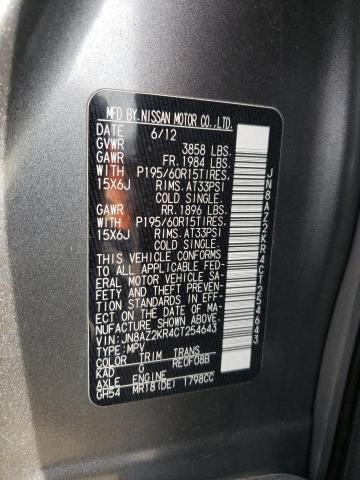 MFD BY NISSAN MOTOR CO., LTD.
DATE 6/12
GVWR 3858 LBS.
GAWR FR. 1984 LBS.
WITH P195/60R15TIRES.
15X6J RIMS. AT33PSI
COLD SINGLE.
GAWR RR. 1896 LBS.
WITH P195/60R15TIRES.
15X6J RIMS. AT33PSI
COLD SINGLE.
THIS VEHICLE CONFORMS
TO ALL APPLICABLE FED-
ERAL MOTOR VEHICLE SA-
FETY AND THEFT PREVEN-
TION STANDARDS IN EFF-
ECT ON THE DATE OF MA-
NUFACTURE SHOWN ABOVE.
VIN:JN8AZ2KR4CT254643
TYPE:MPV
COLOR TRIM TRANS
KAD G RE0F08B
AXLE ENGINE
GH54 MR18(DE) 1798CC
JN8AZ2KR4CT254643